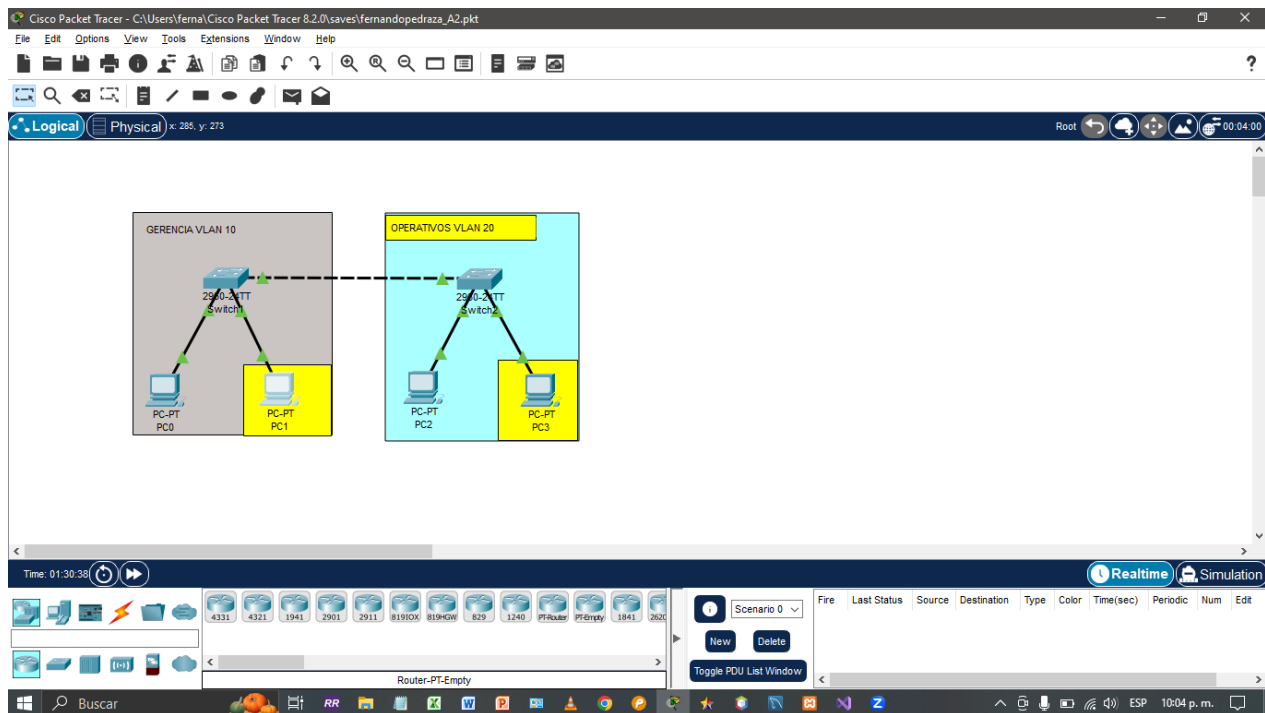 Cisco Packet Tracer - C:\Users\ferna\Cisco Packet Tracer 8.2.0\saves\fernandopedraza_A2.pkt
File Edit Options View Tools Extensions Window Help
?
Logical Physical x: 285, y: 273 Root 00:04:00
GERENCIA VLAN 10
OPERATIVOS VLAN 20
2960-24TT
Switch1
2960-24TT
Switch2
PC-PT
PC0
PC-PT
PC1
PC-PT
PC2
PC-PT
PC3
Time: 01:30:38 Realtime Simulation
4331 4321 1941 2901 2911 819IOX 819HGW 829 1240 PT-Router PT-Empty 1841 2620
Router-PT-Empty
Scenario 0
New Delete
Toggle PDU List Window
Fire Last Status Source Destination Type Color Time(sec) Periodic Num Edit
Buscar
RR
ESP 10:04 p. m.